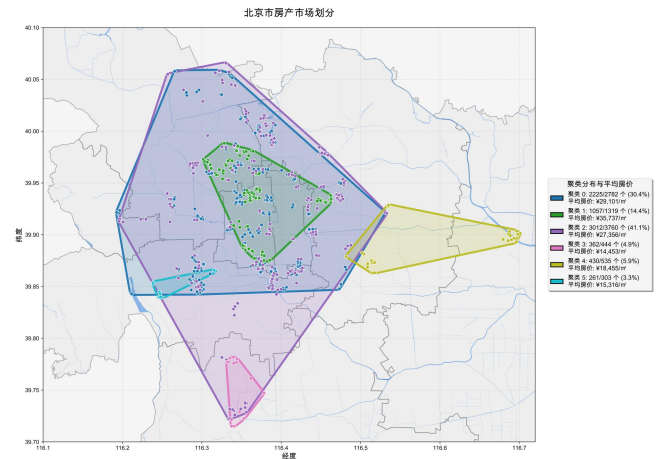 北京市房产市场划分
40.10
40.05
40.00
39.95
39.90
39.85
39.80
39.75
39.70
纬度
116.1
116.2
116.3
116.4
116.5
116.6
116.7
经度
聚类分布与平均房价
聚类 0: 2225/2782 个 (30.4%)
平均房价: ¥29,101/㎡
聚类 1: 1057/1319 个 (14.4%)
平均房价: ¥35,737/㎡
聚类 2: 3012/3760 个 (41.1%)
平均房价: ¥27,356/㎡
聚类 3: 362/444 个 (4.9%)
平均房价: ¥14,453/㎡
聚类 4: 430/535 个 (5.9%)
平均房价: ¥18,455/㎡
聚类 5: 261/303 个 (3.3%)
平均房价: ¥15,316/㎡